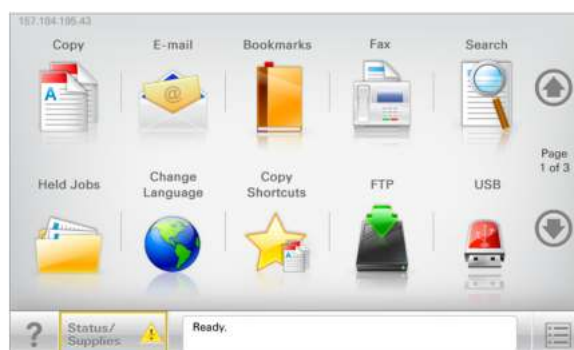 157.184.195.43
Copy
E-mail
Bookmarks
Fax
Search
A
@
Page
1 of 3
Held Jobs
Change
Language
Copy
Shortcuts
FTP
USB
?
Status/
Supplies
Ready.